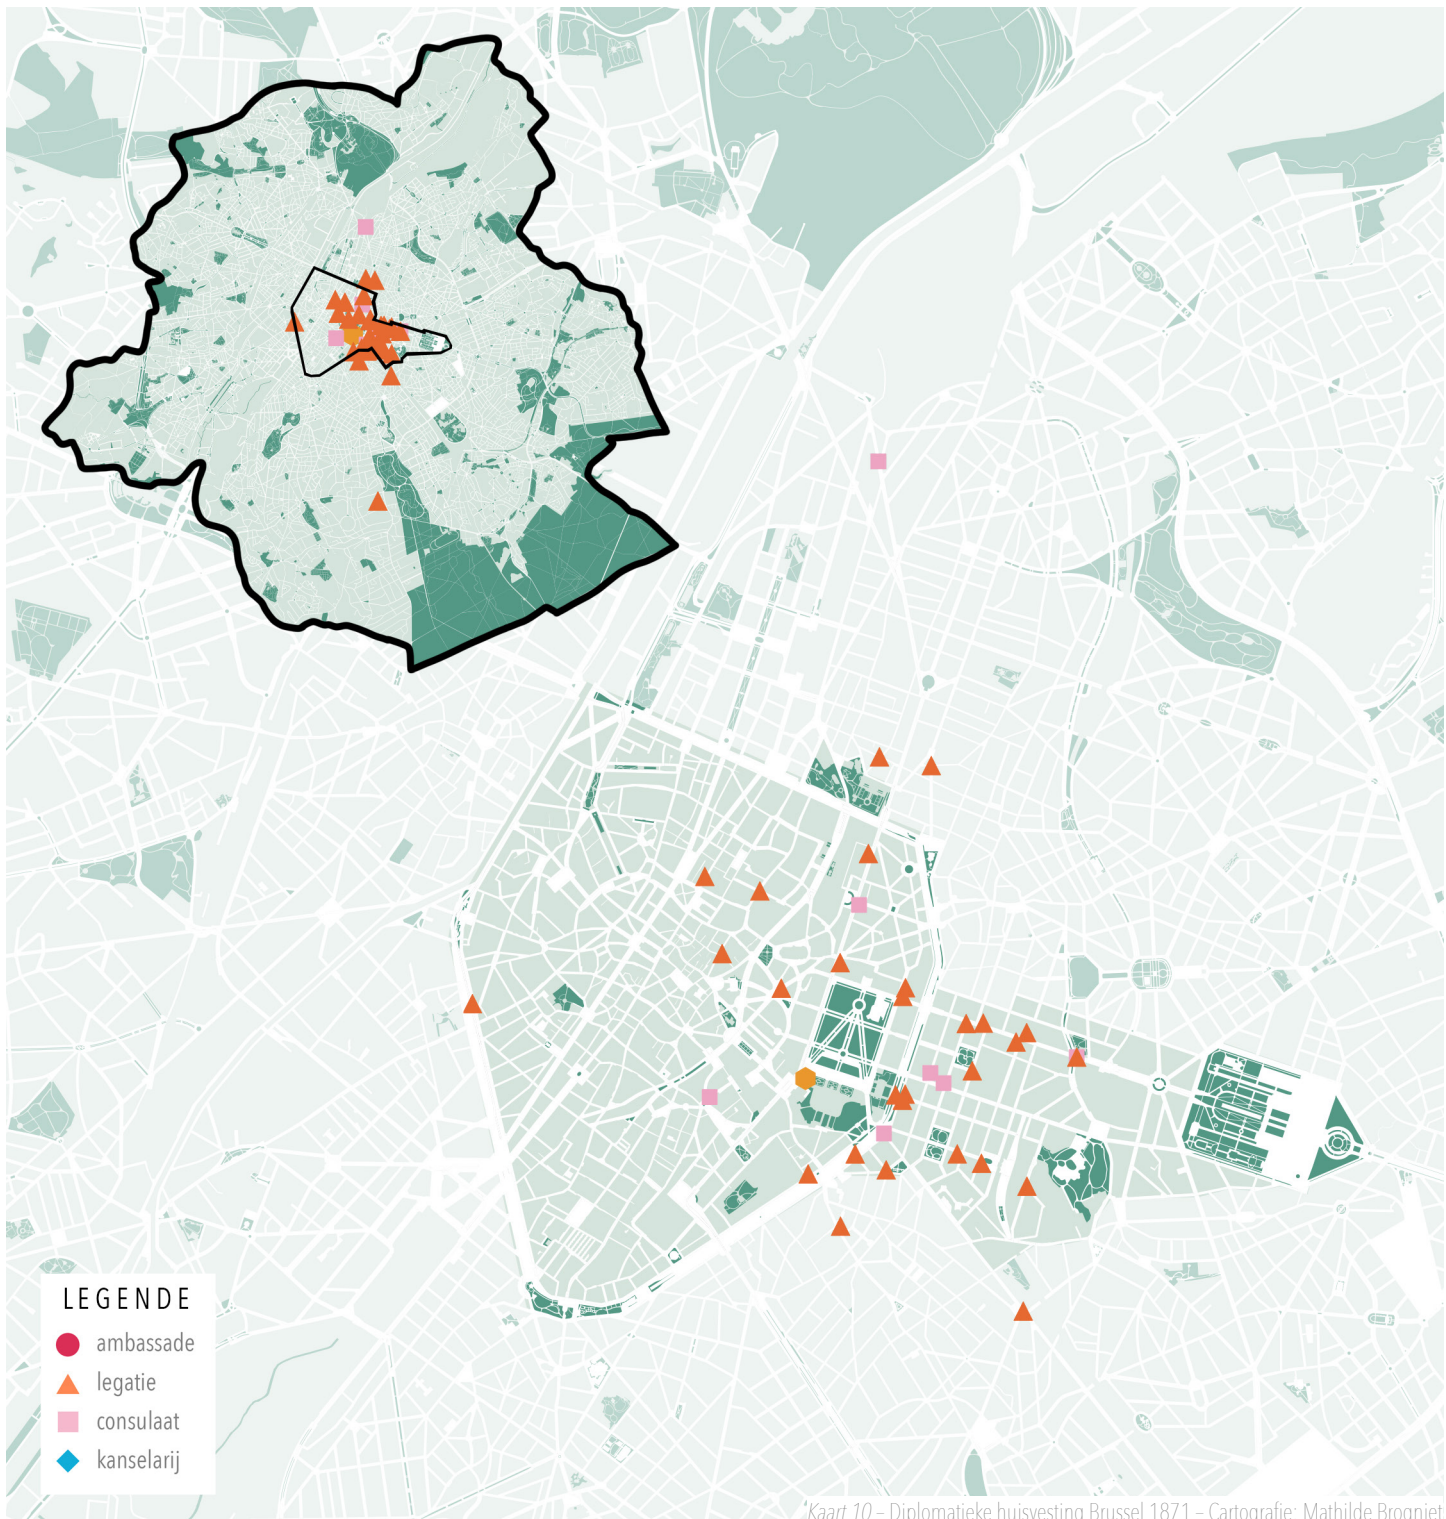 LEGENDE
ambassade
legatie
consulaat
kanselarij
Kaart 10 – Diplomatieke huisvesting Brussel 1871 – Cartografie: Mathilde Brogniet